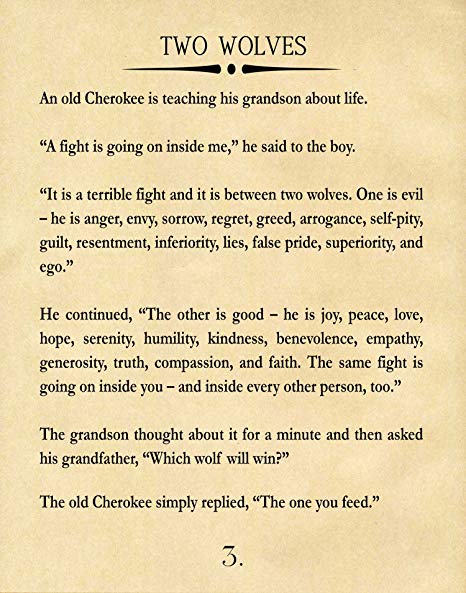 TWO WOLVES
An old Cherokee is teaching his grandson about life.
“A fight is going on inside me,” he said to the boy.
“It is a terrible fight and it is between two wolves. One is evil
– he is anger, envy, sorrow, regret, greed, arrogance, self-pity,
guilt, resentment, inferiority, lies, false pride, superiority, and
ego.”
He continued, “The other is good – he is joy, peace, love,
hope, serenity, humility, kindness, benevolence, empathy,
generosity, truth, compassion, and faith. The same fight is
going on inside you – and inside every other person, too.”
The grandson thought about it for a minute and then asked
his grandfather, “Which wolf will win?”
The old Cherokee simply replied, “The one you feed.”
3.